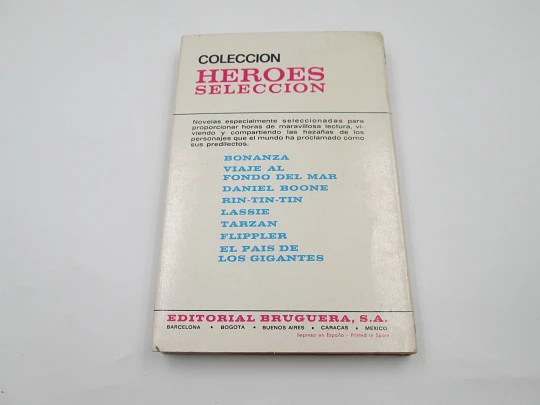 COLECCION
HEROES
SELECCION
Novelas especialmente seleccionadas para
proporcionar horas de maravillosa lectura, vi-
viendo y compartiendo las hazañas de los
personajes que el mundo ha proclamado como
sus predilectos.
BONANZA
VIAJE AL
FONDO DEL MAR
DANIEL BOONE
RIN-TIN-TIN
LASSIE
TARZAN
FLIPPLER
EL PAIS DE
LOS GIGANTES
EDITORIAL BRUGUERA, S.A.
BARCELONA • BOGOTA • BUENOS AIRES • CARACAS • MEXICO
Impreso en España - Printed in Spain